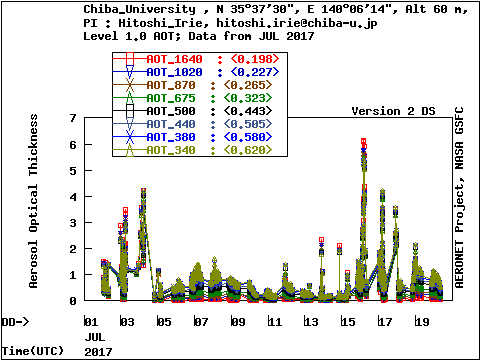 Chiba_University , N 35°37'30", E 140°06'14", Alt 60 m,
PI : Hitoshi_Irie, hitoshi.irie@chiba-u.jp
Level 1.0 AOT; Data from JUL 2017
AOT_1640 : <0.198>
AOT_1020 : <0.227>
AOT_870 : <0.265>
AOT_675 : <0.323>
AOT_500 : <0.443>
AOT_440 : <0.505>
AOT_380 : <0.580>
AOT_340 : <0.620>
Version 2 DS
Aerosol Optical Thickness
7
6
5
4
3
2
1
0
AERONET Project, NASA GSFC
DD-> 01 03 05 07 09 11 13 15 17 19
JUL
Time(UTC) 2017